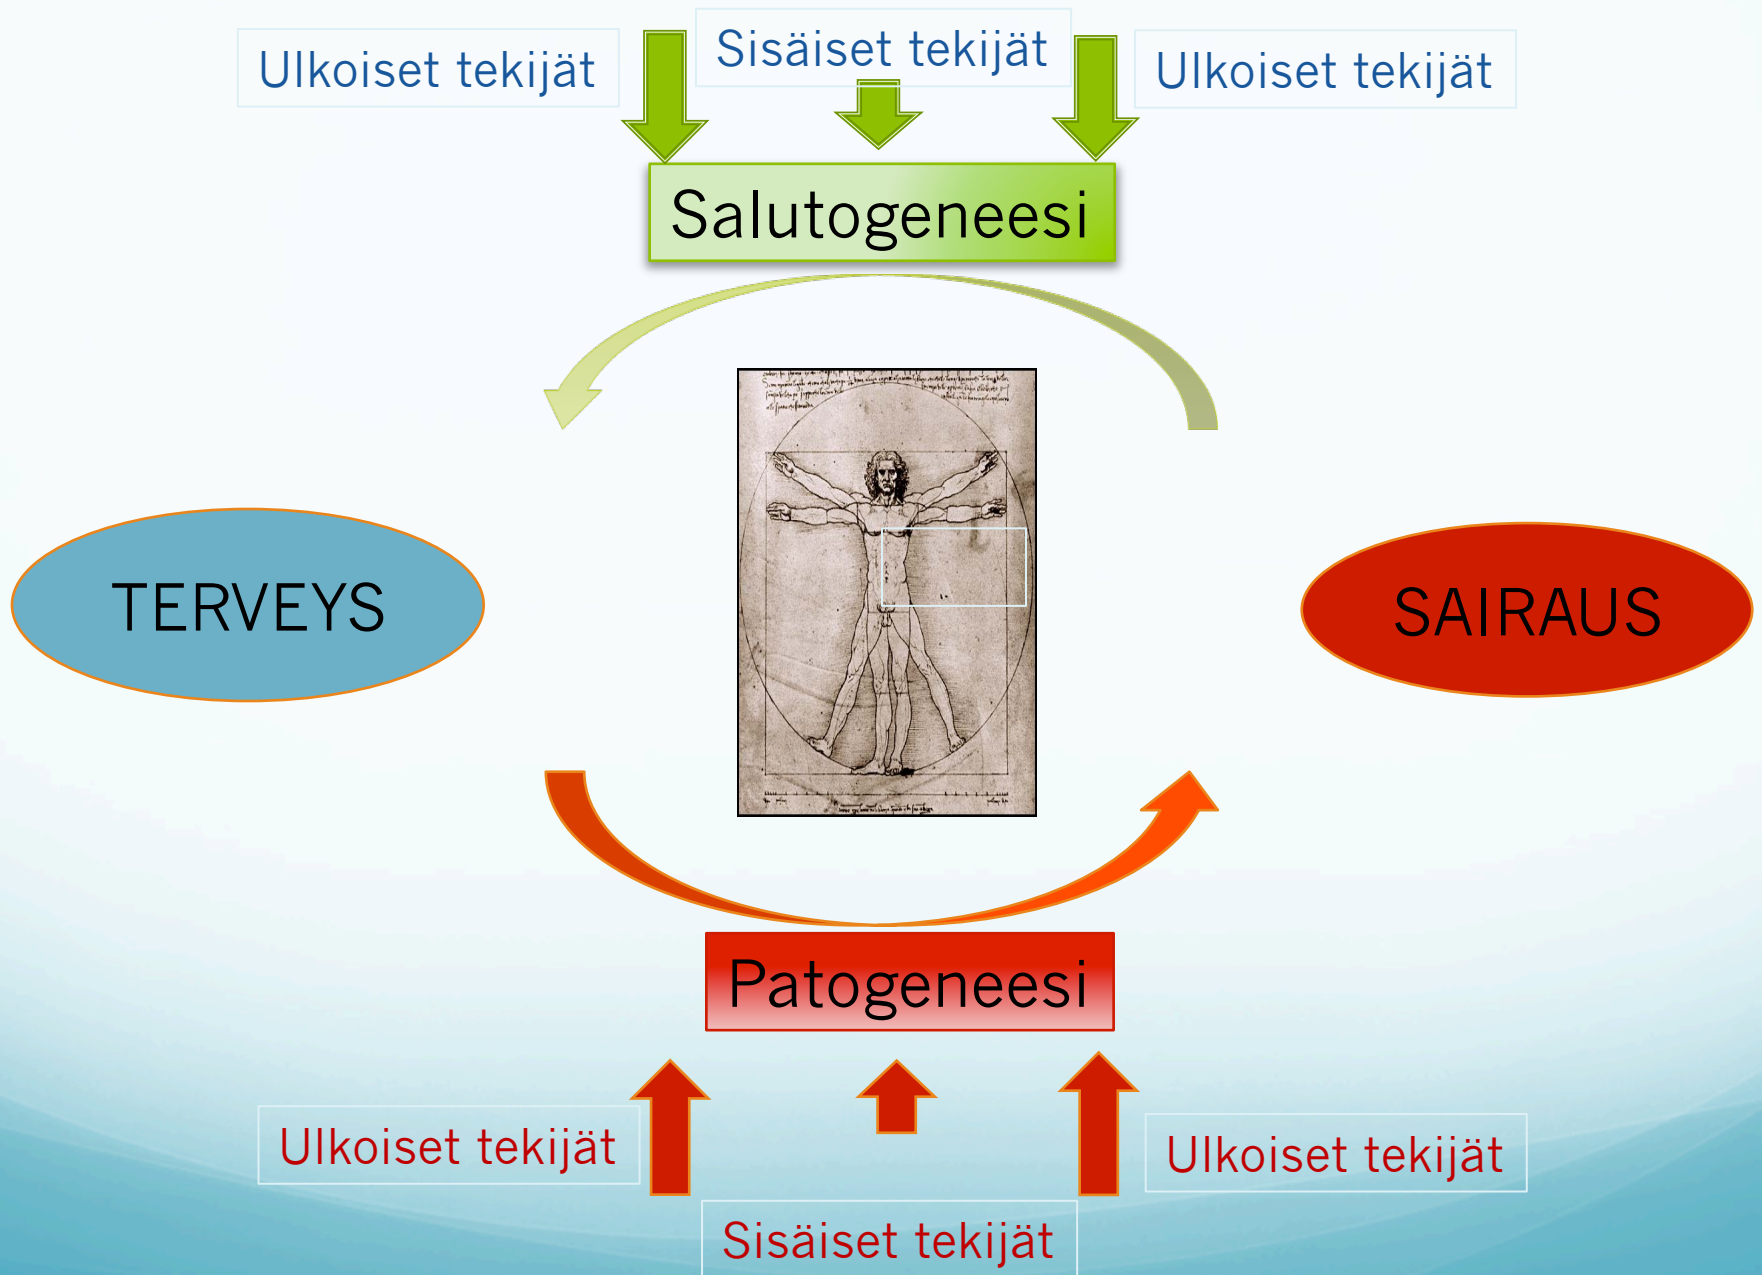 Ulkoiset tekijät
Sisäiset tekijät
Ulkoiset tekijät
Salutogeneesi
TERVEYS
SAIRAUS
Patogeneesi
Ulkoiset tekijät
Ulkoiset tekijät
Sisäiset tekijät